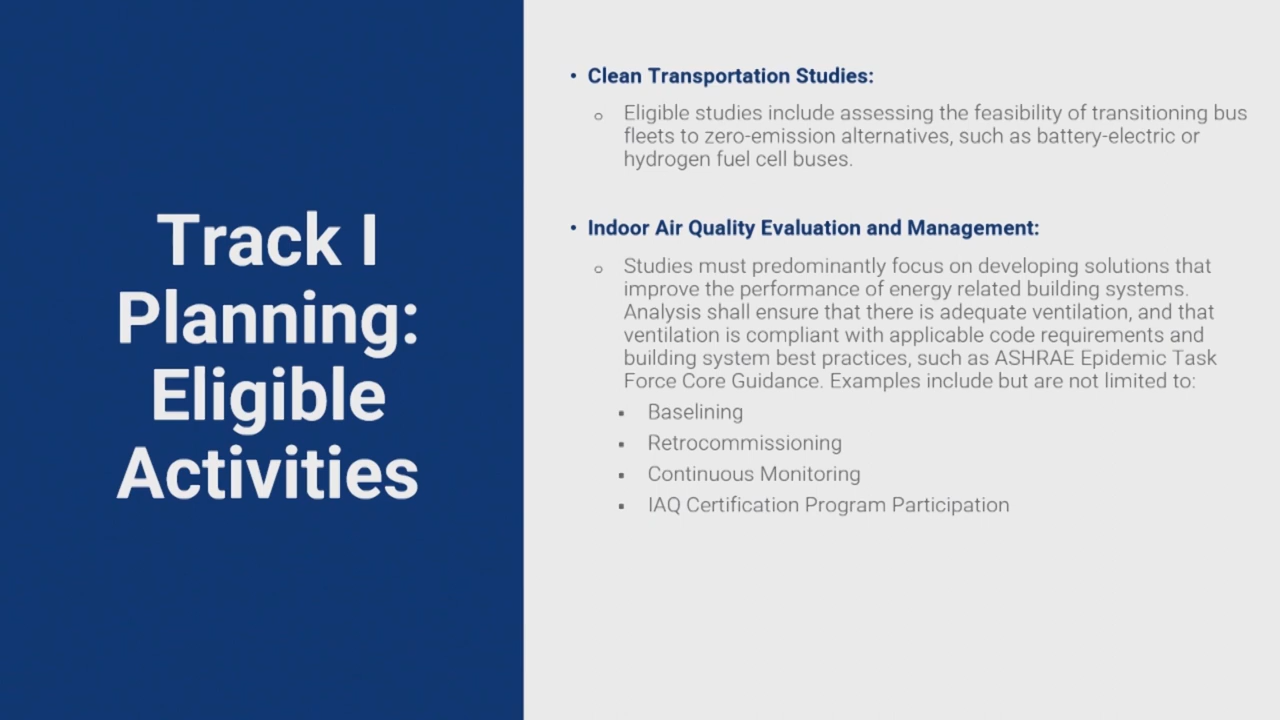 Track I
Planning:
Eligible
Activities
• Clean Transportation Studies:
o Eligible studies include assessing the feasibility of transitioning bus
fleets to zero-emission alternatives, such as battery-electric or
hydrogen fuel cell buses.
• Indoor Air Quality Evaluation and Management:
o Studies must predominantly focus on developing solutions that
improve the performance of energy related building systems.
Analysis shall ensure that there is adequate ventilation, and that
ventilation is compliant with applicable code requirements and
building system best practices, such as ASHRAE Epidemic Task
Force Core Guidance. Examples include but are not limited to:
▪ Baselining
▪ Retrocommissioning
▪ Continuous Monitoring
▪ IAQ Certification Program Participation